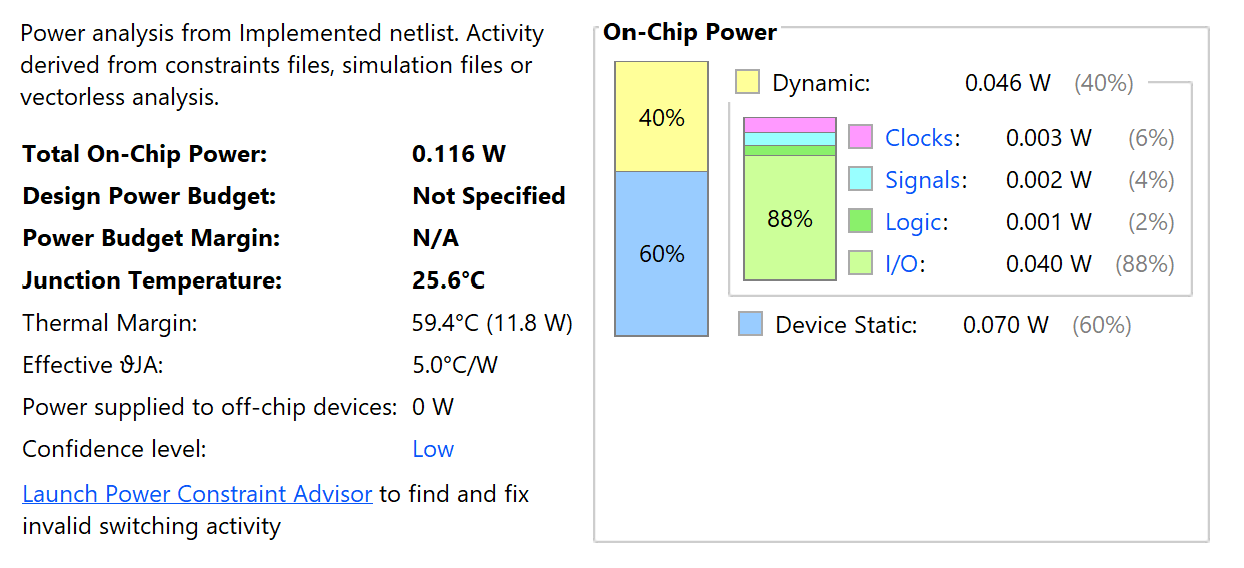 Power analysis from Implemented netlist. Activity
derived from constraints files, simulation files or
vectorless analysis.
Total On-Chip Power: 0.116 W
Design Power Budget: Not Specified
Power Budget Margin: N/A
Junction Temperature: 25.6°C
Thermal Margin: 59.4°C (11.8 W)
Effective ϑJA: 5.0°C/W
Power supplied to off-chip devices: 0 W
Confidence level: Low
Launch Power Constraint Advisor to find and fix
invalid switching activity
On-Chip Power
40%
60%
Dynamic: 0.046 W (40%)
88%
Clocks: 0.003 W (6%)
Signals: 0.002 W (4%)
Logic: 0.001 W (2%)
I/O: 0.040 W (88%)
Device Static: 0.070 W (60%)